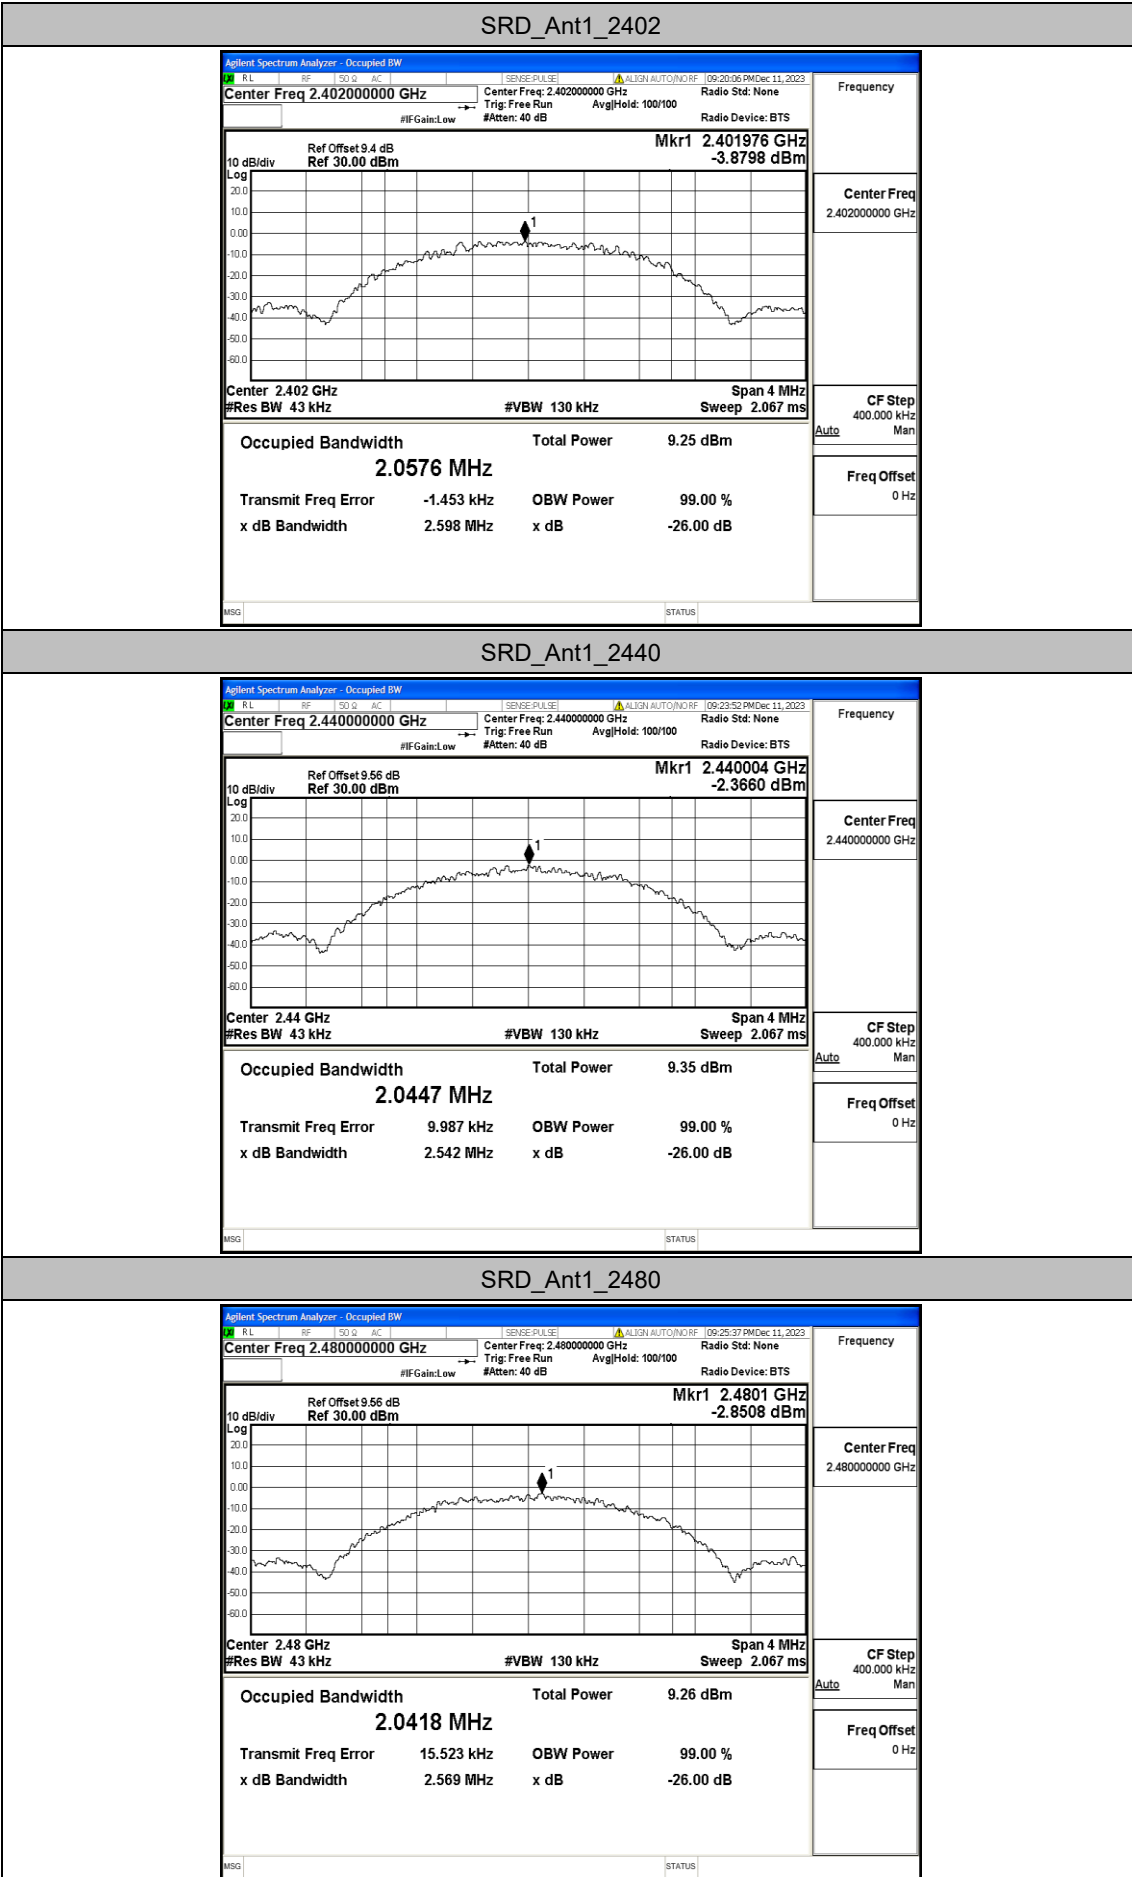 SRD_Ant1_2402
Agilent Spectrum Analyzer - Occupied BW
LXI RL RF 50 Ω AC SENSE:PULSE ALIGN AUTO/NO RF 09:20:06 PM Dec 11, 2023
Center Freq 2.402000000 GHz Center Freq: 2.402000000 GHz Radio Std: None Frequency
Trig: Free Run Avg|Hold: 100/100
#IFGain:Low #Atten: 40 dB Radio Device: BTS
Mkr1 2.401976 GHz
Ref Offset 9.4 dB -3.8798 dBm
10 dB/div Ref 30.00 dBm
Log
20.0
10.0
0.00
-10.0
-20.0
-30.0
-40.0
-50.0
-60.0
1
Center Freq
2.402000000 GHz
Center 2.402 GHz Span 4 MHz
#Res BW 43 kHz #VBW 130 kHz Sweep 2.067 ms
CF Step
400.000 kHz
Auto Man
Occupied Bandwidth Total Power 9.25 dBm
2.0576 MHz
Freq Offset
0 Hz
Transmit Freq Error -1.453 kHz OBW Power 99.00 %
x dB Bandwidth 2.598 MHz x dB -26.00 dB
MSG STATUS
SRD_Ant1_2440
Agilent Spectrum Analyzer - Occupied BW
LXI RL RF 50 Ω AC SENSE:PULSE ALIGN AUTO/NO RF 09:23:52 PM Dec 11, 2023
Center Freq 2.440000000 GHz Center Freq: 2.440000000 GHz Radio Std: None Frequency
Trig: Free Run Avg|Hold: 100/100
#IFGain:Low #Atten: 40 dB Radio Device: BTS
Mkr1 2.440004 GHz
Ref Offset 9.56 dB -2.3660 dBm
10 dB/div Ref 30.00 dBm
Log
20.0
10.0
0.00
-10.0
-20.0
-30.0
-40.0
-50.0
-60.0
1
Center Freq
2.440000000 GHz
Center 2.44 GHz Span 4 MHz
#Res BW 43 kHz #VBW 130 kHz Sweep 2.067 ms
CF Step
400.000 kHz
Auto Man
Occupied Bandwidth Total Power 9.35 dBm
2.0447 MHz
Freq Offset
0 Hz
Transmit Freq Error 9.987 kHz OBW Power 99.00 %
x dB Bandwidth 2.542 MHz x dB -26.00 dB
MSG STATUS
SRD_Ant1_2480
Agilent Spectrum Analyzer - Occupied BW
LXI RL RF 50 Ω AC SENSE:PULSE ALIGN AUTO/NO RF 09:25:37 PM Dec 11, 2023
Center Freq 2.480000000 GHz Center Freq: 2.480000000 GHz Radio Std: None Frequency
Trig: Free Run Avg|Hold: 100/100
#IFGain:Low #Atten: 40 dB Radio Device: BTS
Mkr1 2.4801 GHz
Ref Offset 9.56 dB -2.8508 dBm
10 dB/div Ref 30.00 dBm
Log
20.0
10.0
0.00
-10.0
-20.0
-30.0
-40.0
-50.0
-60.0
1
Center Freq
2.480000000 GHz
Center 2.48 GHz Span 4 MHz
#Res BW 43 kHz #VBW 130 kHz Sweep 2.067 ms
CF Step
400.000 kHz
Auto Man
Occupied Bandwidth Total Power 9.26 dBm
2.0418 MHz
Freq Offset
0 Hz
Transmit Freq Error 15.523 kHz OBW Power 99.00 %
x dB Bandwidth 2.569 MHz x dB -26.00 dB
MSG STATUS